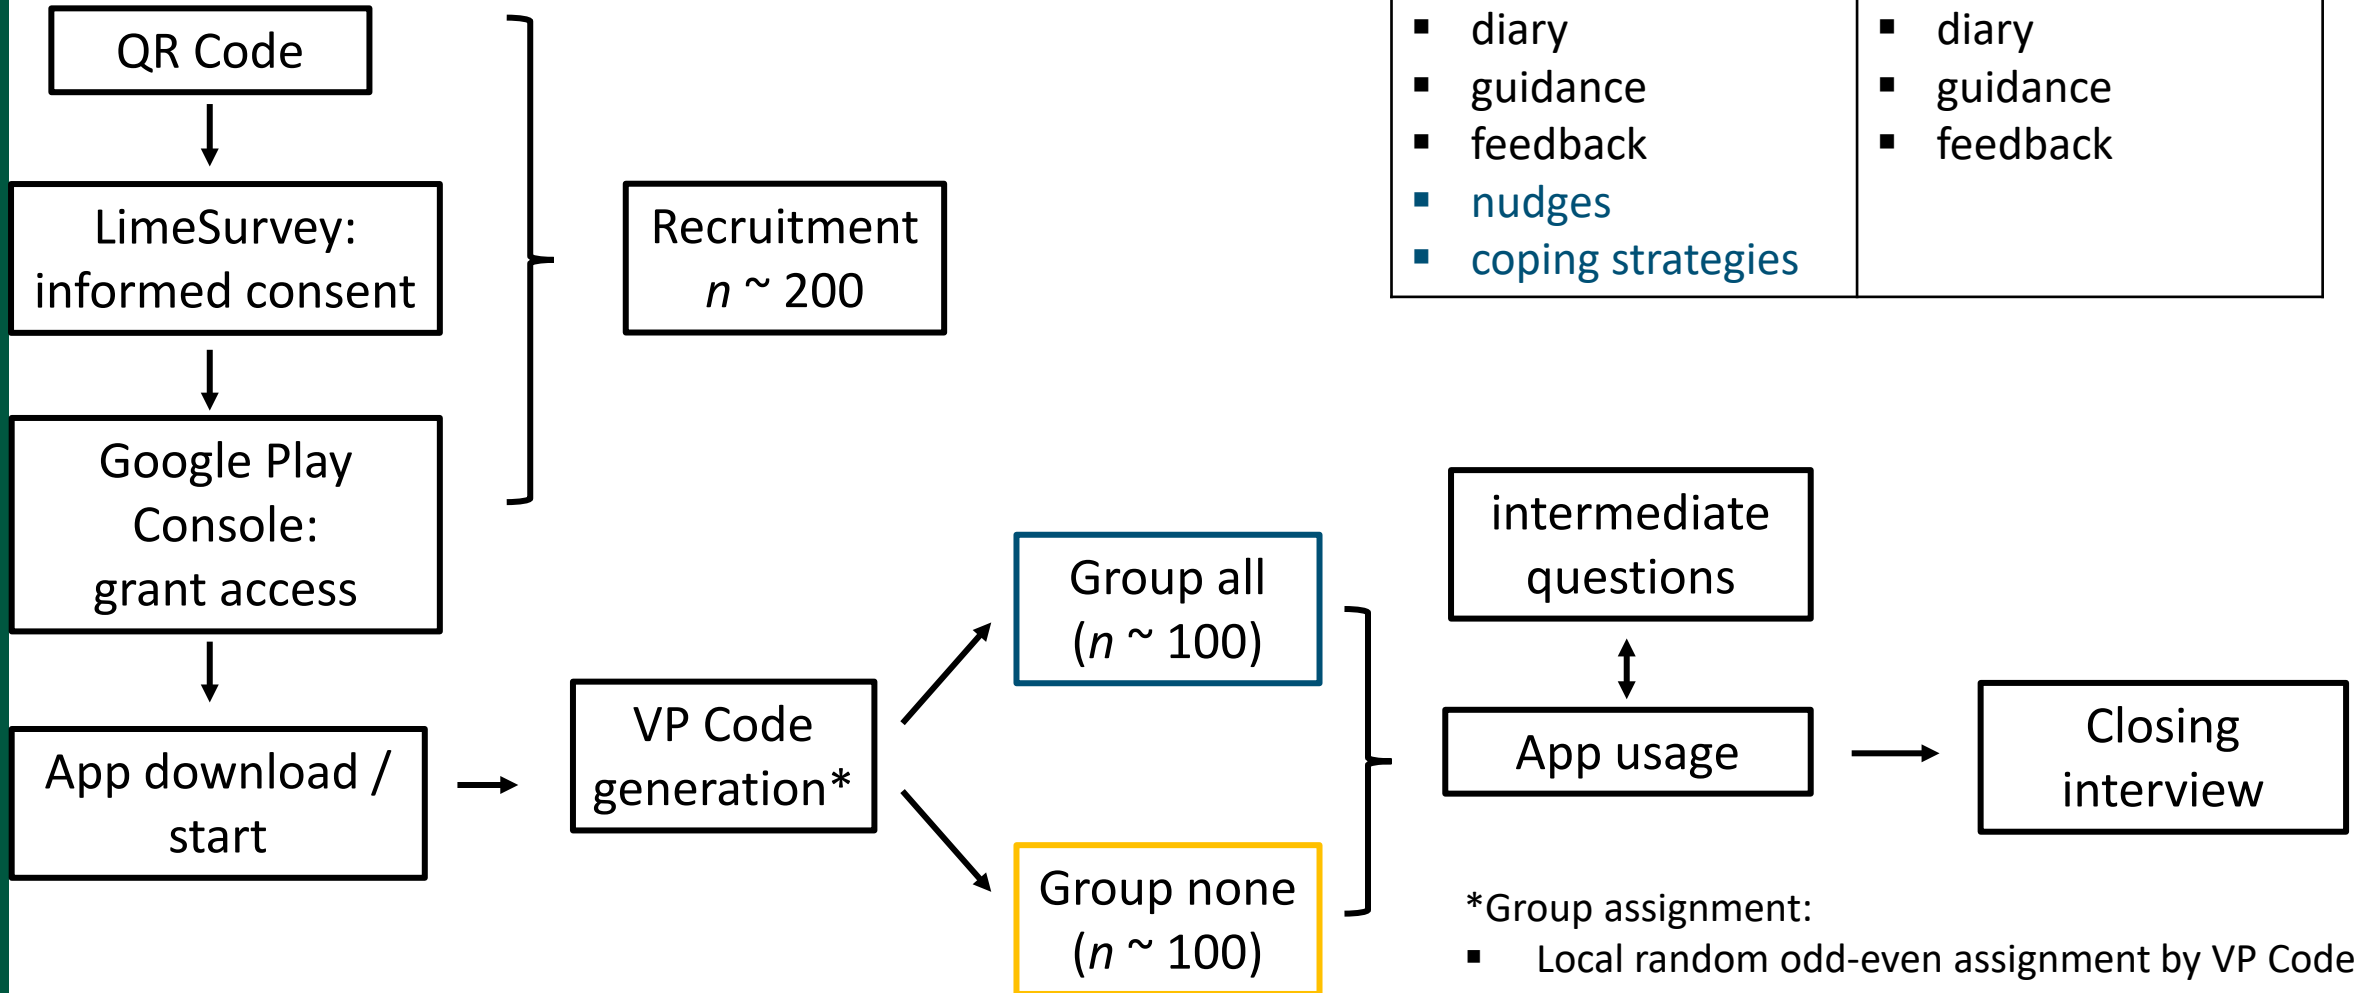 QR Code
LimeSurvey:
informed consent
Google Play
Console:
grant access
App download /
start
Recruitment
n ~ 200
VP Code
generation*
Group all
(n ~ 100)
Group none
(n ~ 100)
▪ diary
▪ guidance
▪ feedback
▪ nudges
▪ coping strategies
▪ diary
▪ guidance
▪ feedback
intermediate
questions
App usage
Closing
interview
*Group assignment:
▪ Local random odd-even assignment by VP Code